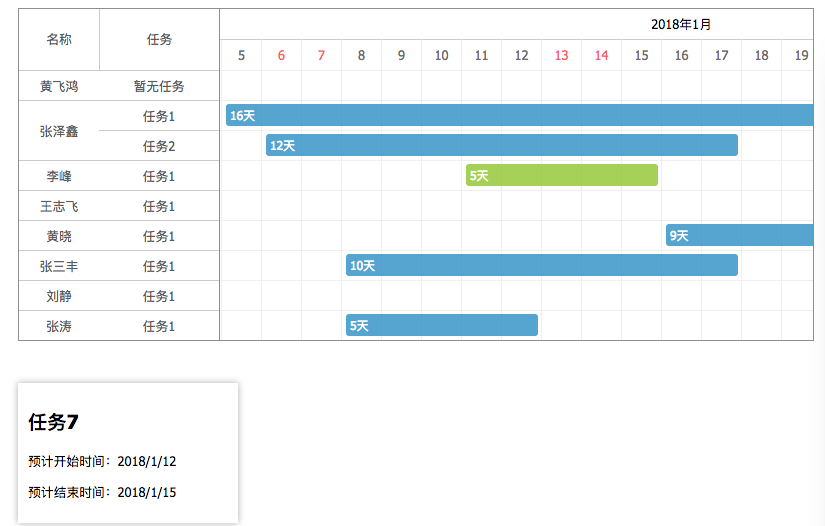 名称 任务 2018年1月
5 6 7 8 9 10 11 12 13 14 15 16 17 18 19
黄飞鸿 暂无任务
张泽鑫 任务1 16天
任务2 12天
李峰 任务1 5天
王志飞 任务1
黄晓 任务1 9天
张三丰 任务1 10天
刘静 任务1
张涛 任务1 5天
任务7
预计开始时间：2018/1/12
预计结束时间：2018/1/15